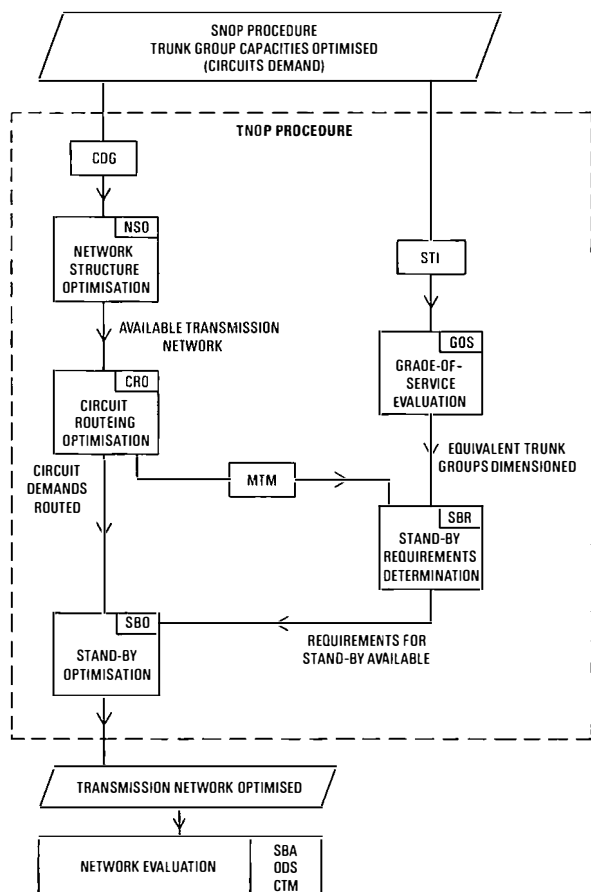 SNOP PROCEDURE
TRUNK GROUP CAPACITIES OPTIMISED
(CIRCUITS DEMAND)
TNOP PROCEDURE
CDG
NSO
NETWORK
STRUCTURE
OPTIMISATION
STI
AVAILABLE TRANSMISSION
NETWORK
GOS
GRAOE-OF-
SERVICE
EVALUATION
CRO
CIRCUIT
ROUTEING
OPTIMISATION
EQUIVALENT TRUNK
GROUPS DIMENSIONED
CIRCUIT
DEMANDS
ROUTED
MTM
SBR
STAND-BY
REQUIREMENTS
DETERMINATION
SBO
STAND-BY
OPTIMISATION
REQUIREMENTS FOR
STAND-BY AVAILABLE
TRANSMISSION NETWORK OPTIMISED
NETWORK EVALUATION
SBA
ODS
CTM